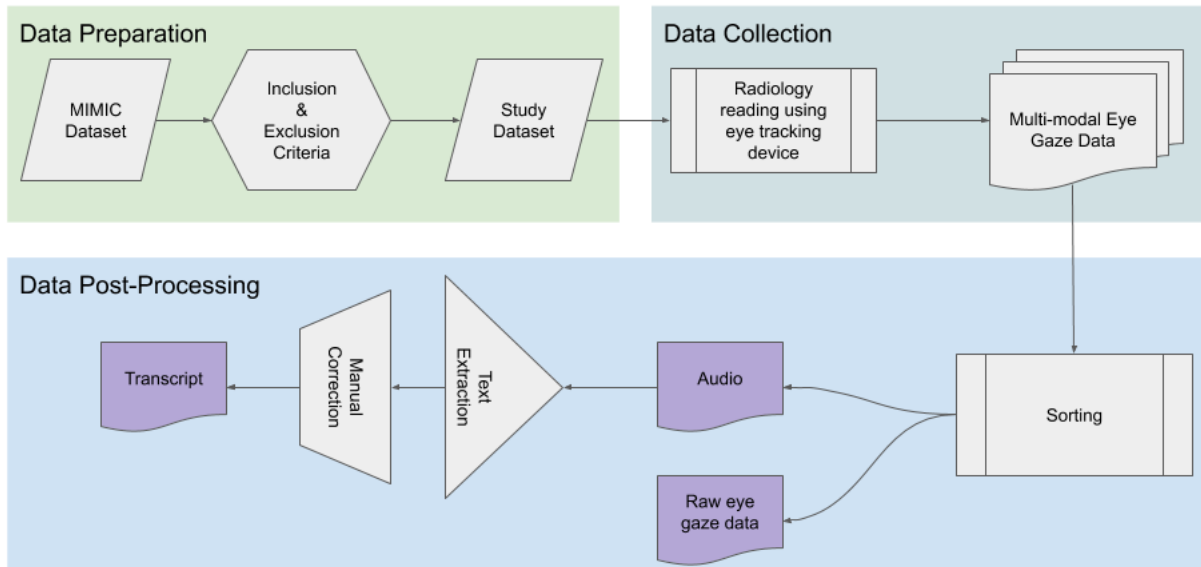 Data Preparation
MIMIC
Dataset
Inclusion
&
Exclusion
Criteria
Study
Dataset
Data Collection
Radiology
reading using
eye tracking
device
Multi-modal Eye
Gaze Data
Data Post-Processing
Transcript
Manual
Correction
Text
Extraction
Audio
Raw eye
gaze data
Sorting